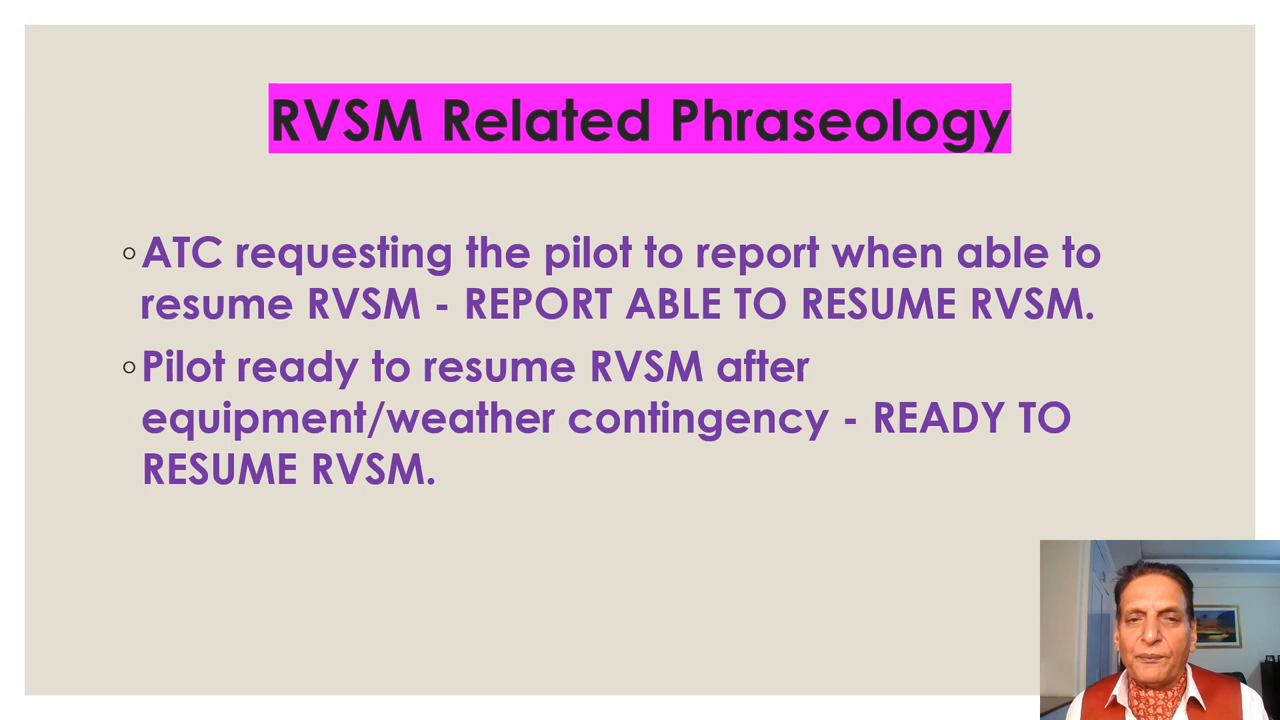 RVSM Related Phraseology
◦ATC requesting the pilot to report when able to
resume RVSM - REPORT ABLE TO RESUME RVSM.
◦Pilot ready to resume RVSM after
equipment/weather contingency - READY TO
RESUME RVSM.